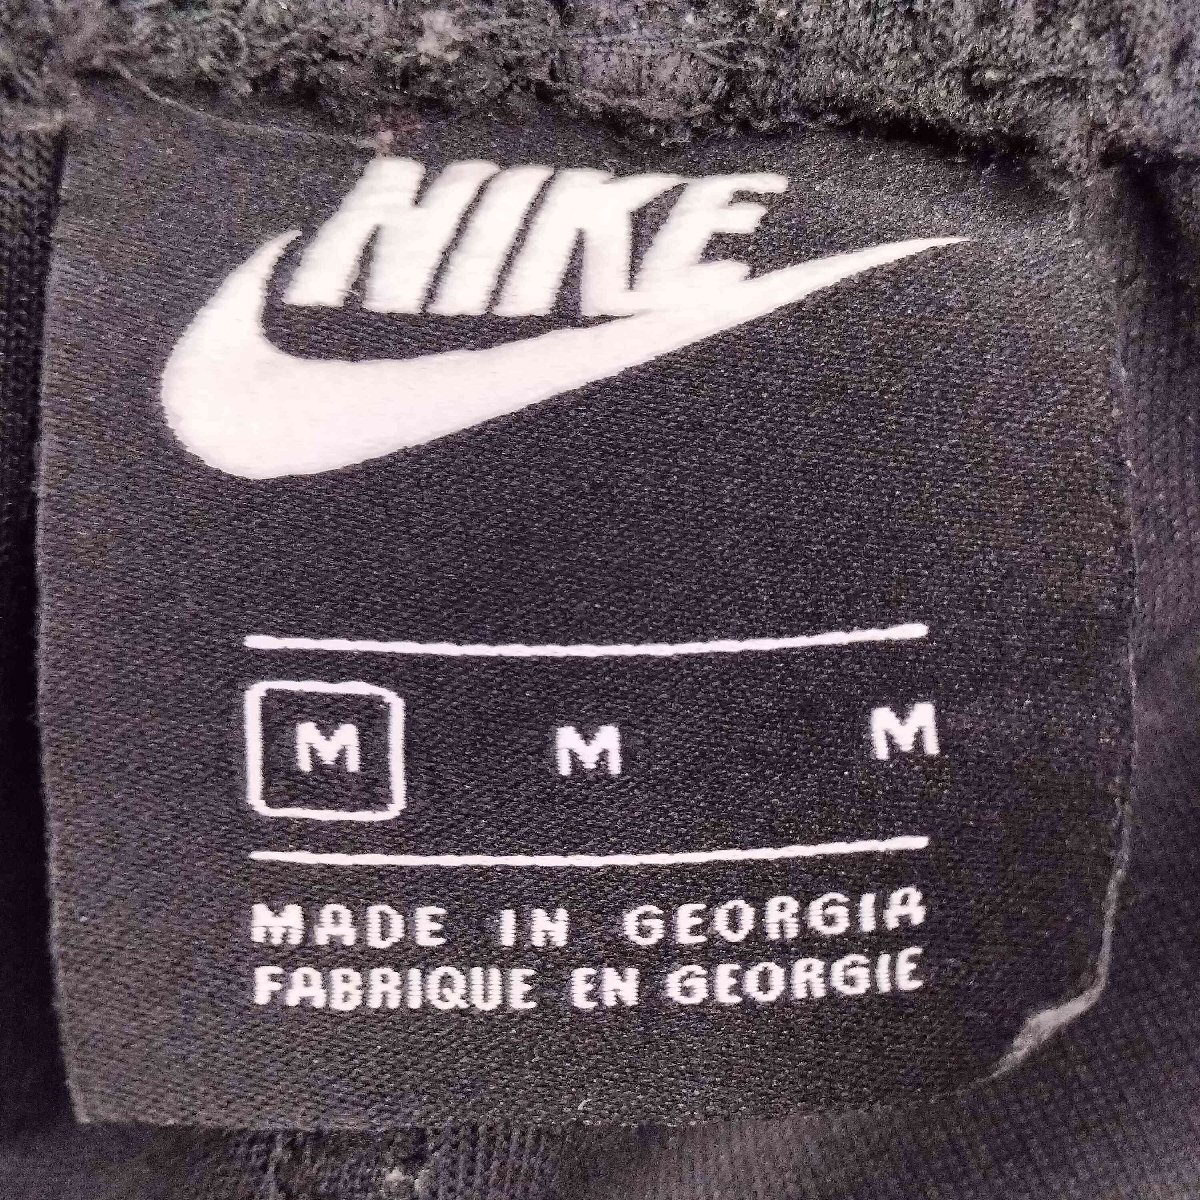 NIKE
M M M
MADE IN GEORGIA
FABRIQUE EN GEORGIE